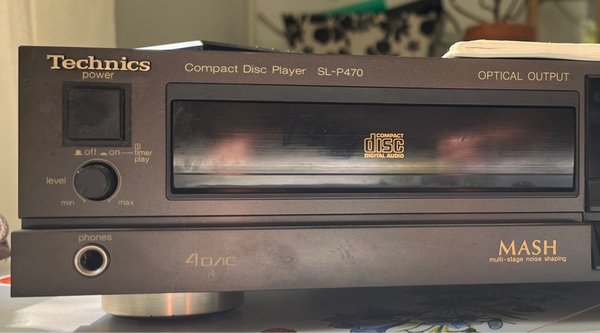 Technics
Compact Disc Player SL-P470
OPTICAL OUTPUT
power
off on timer play
level
min max
COMPACT
disc
DIGITAL AUDIO
phones
4DAC
MASH
multi-stage noise shaping